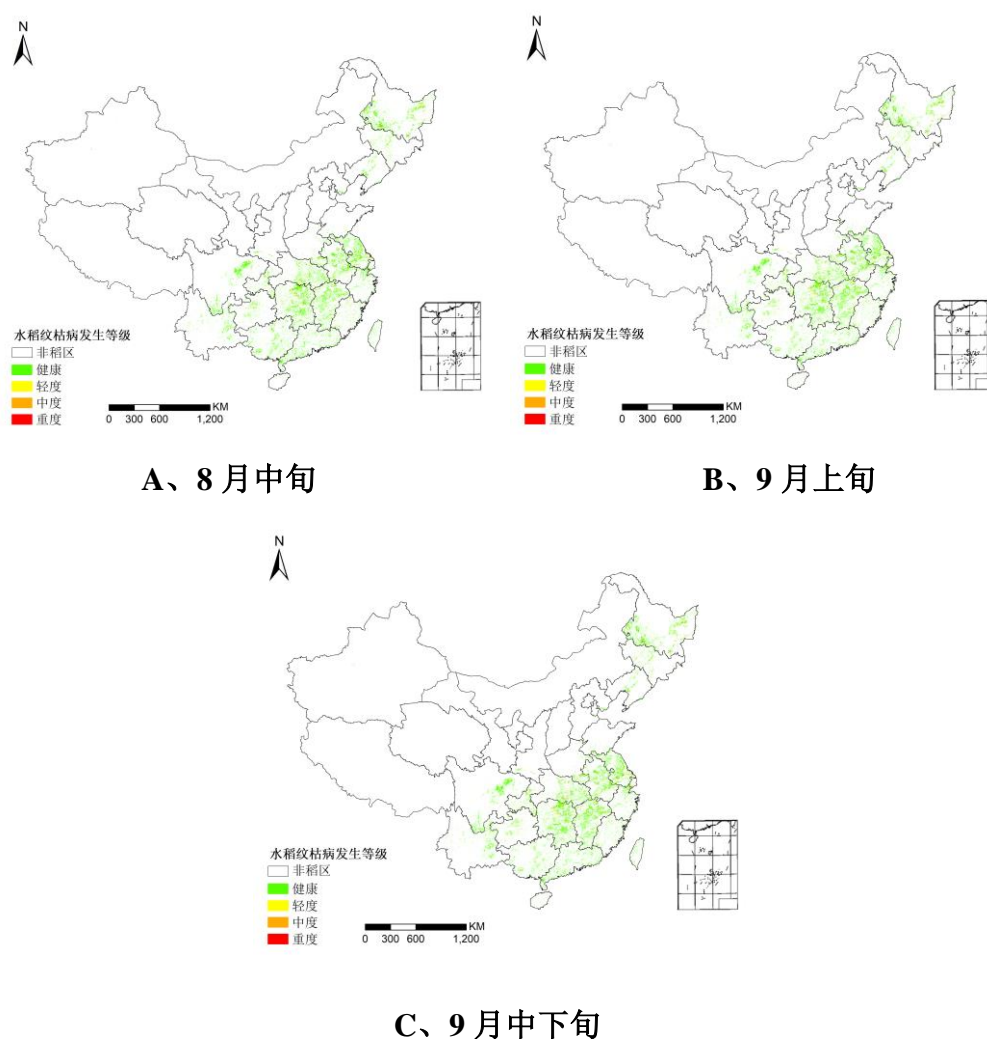 N
水稻纹枯病发生等级
非稻区
健康
轻度
中度
重度
KM
0 300 600 1,200
A、8 月中旬
N
水稻纹枯病发生等级
非稻区
健康
轻度
中度
重度
KM
0 300 600 1,200
B、9 月上旬
N
水稻纹枯病发生等级
非稻区
健康
轻度
中度
重度
KM
0 300 600 1,200
C、9 月中下旬